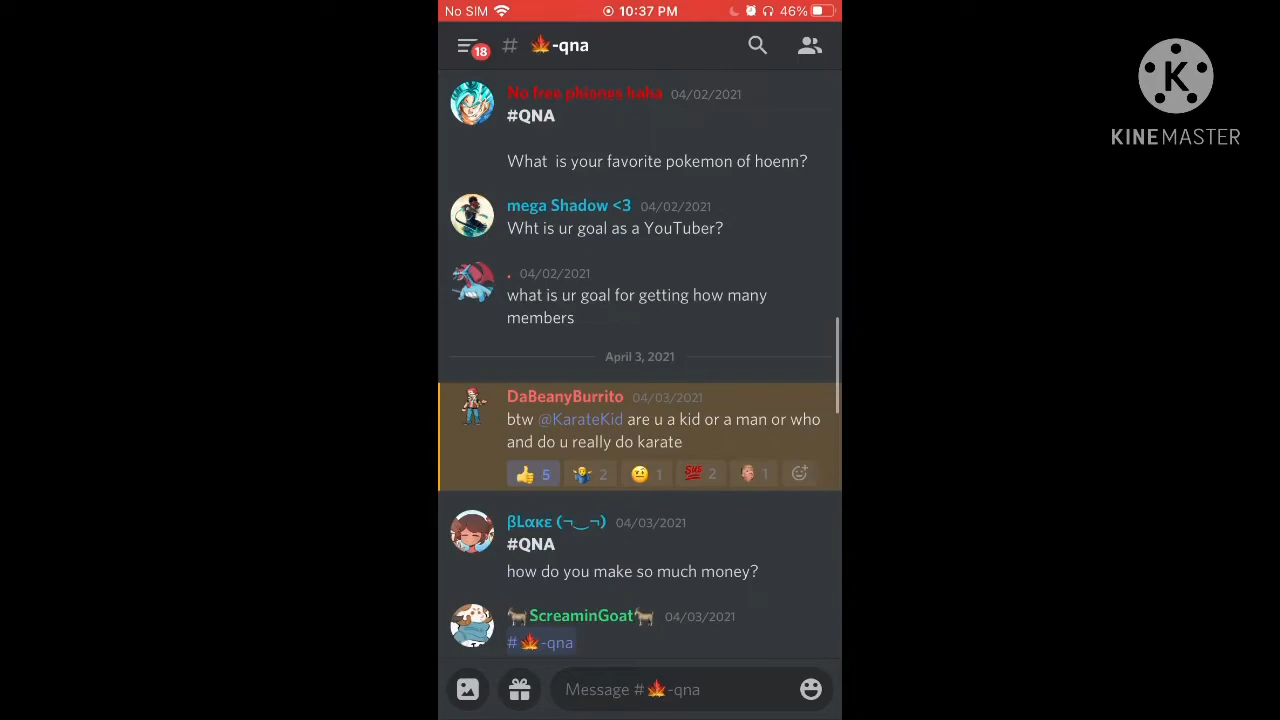 No SIM 10:37 PM 46%
18 # 🍁-qna
KINEMASTER
No free phiones haha 04/02/2021
#QNA
What is your favorite pokemon of hoenn?
mega Shadow <3 04/02/2021
Wht is ur goal as a YouTuber?
. 04/02/2021
what is ur goal for getting how many
members
April 3, 2021
DaBeanyBurrito 04/03/2021
btw @KarateKid are u a kid or a man or who
and do u really do karate
👍 5 🤷‍♂️ 2 🤨 1 💯 2 1
βLαкε (¬‿¬) 04/03/2021
#QNA
how do you make so much money?
🐐ScreaminGoat🐐 04/03/2021
#🍁-qna
Message #🍁-qna